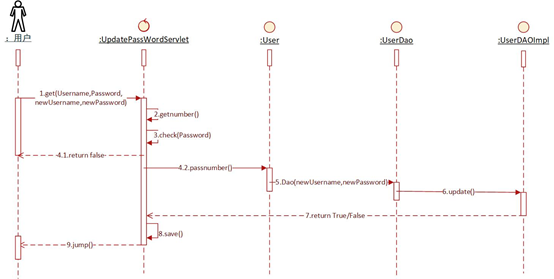 : 用户
:UpdatePassWordServlet
:User
:UserDao
:UserDAOImpl
1.get(Username,Password,
newUsername,newPassword)
2.getnumber()
3.check(Password)
4.1.return false
4.2.passnumber()
5.Dao(newUsername,newPassword)
6.update()
7.return True/False
8.save()
9.jump()